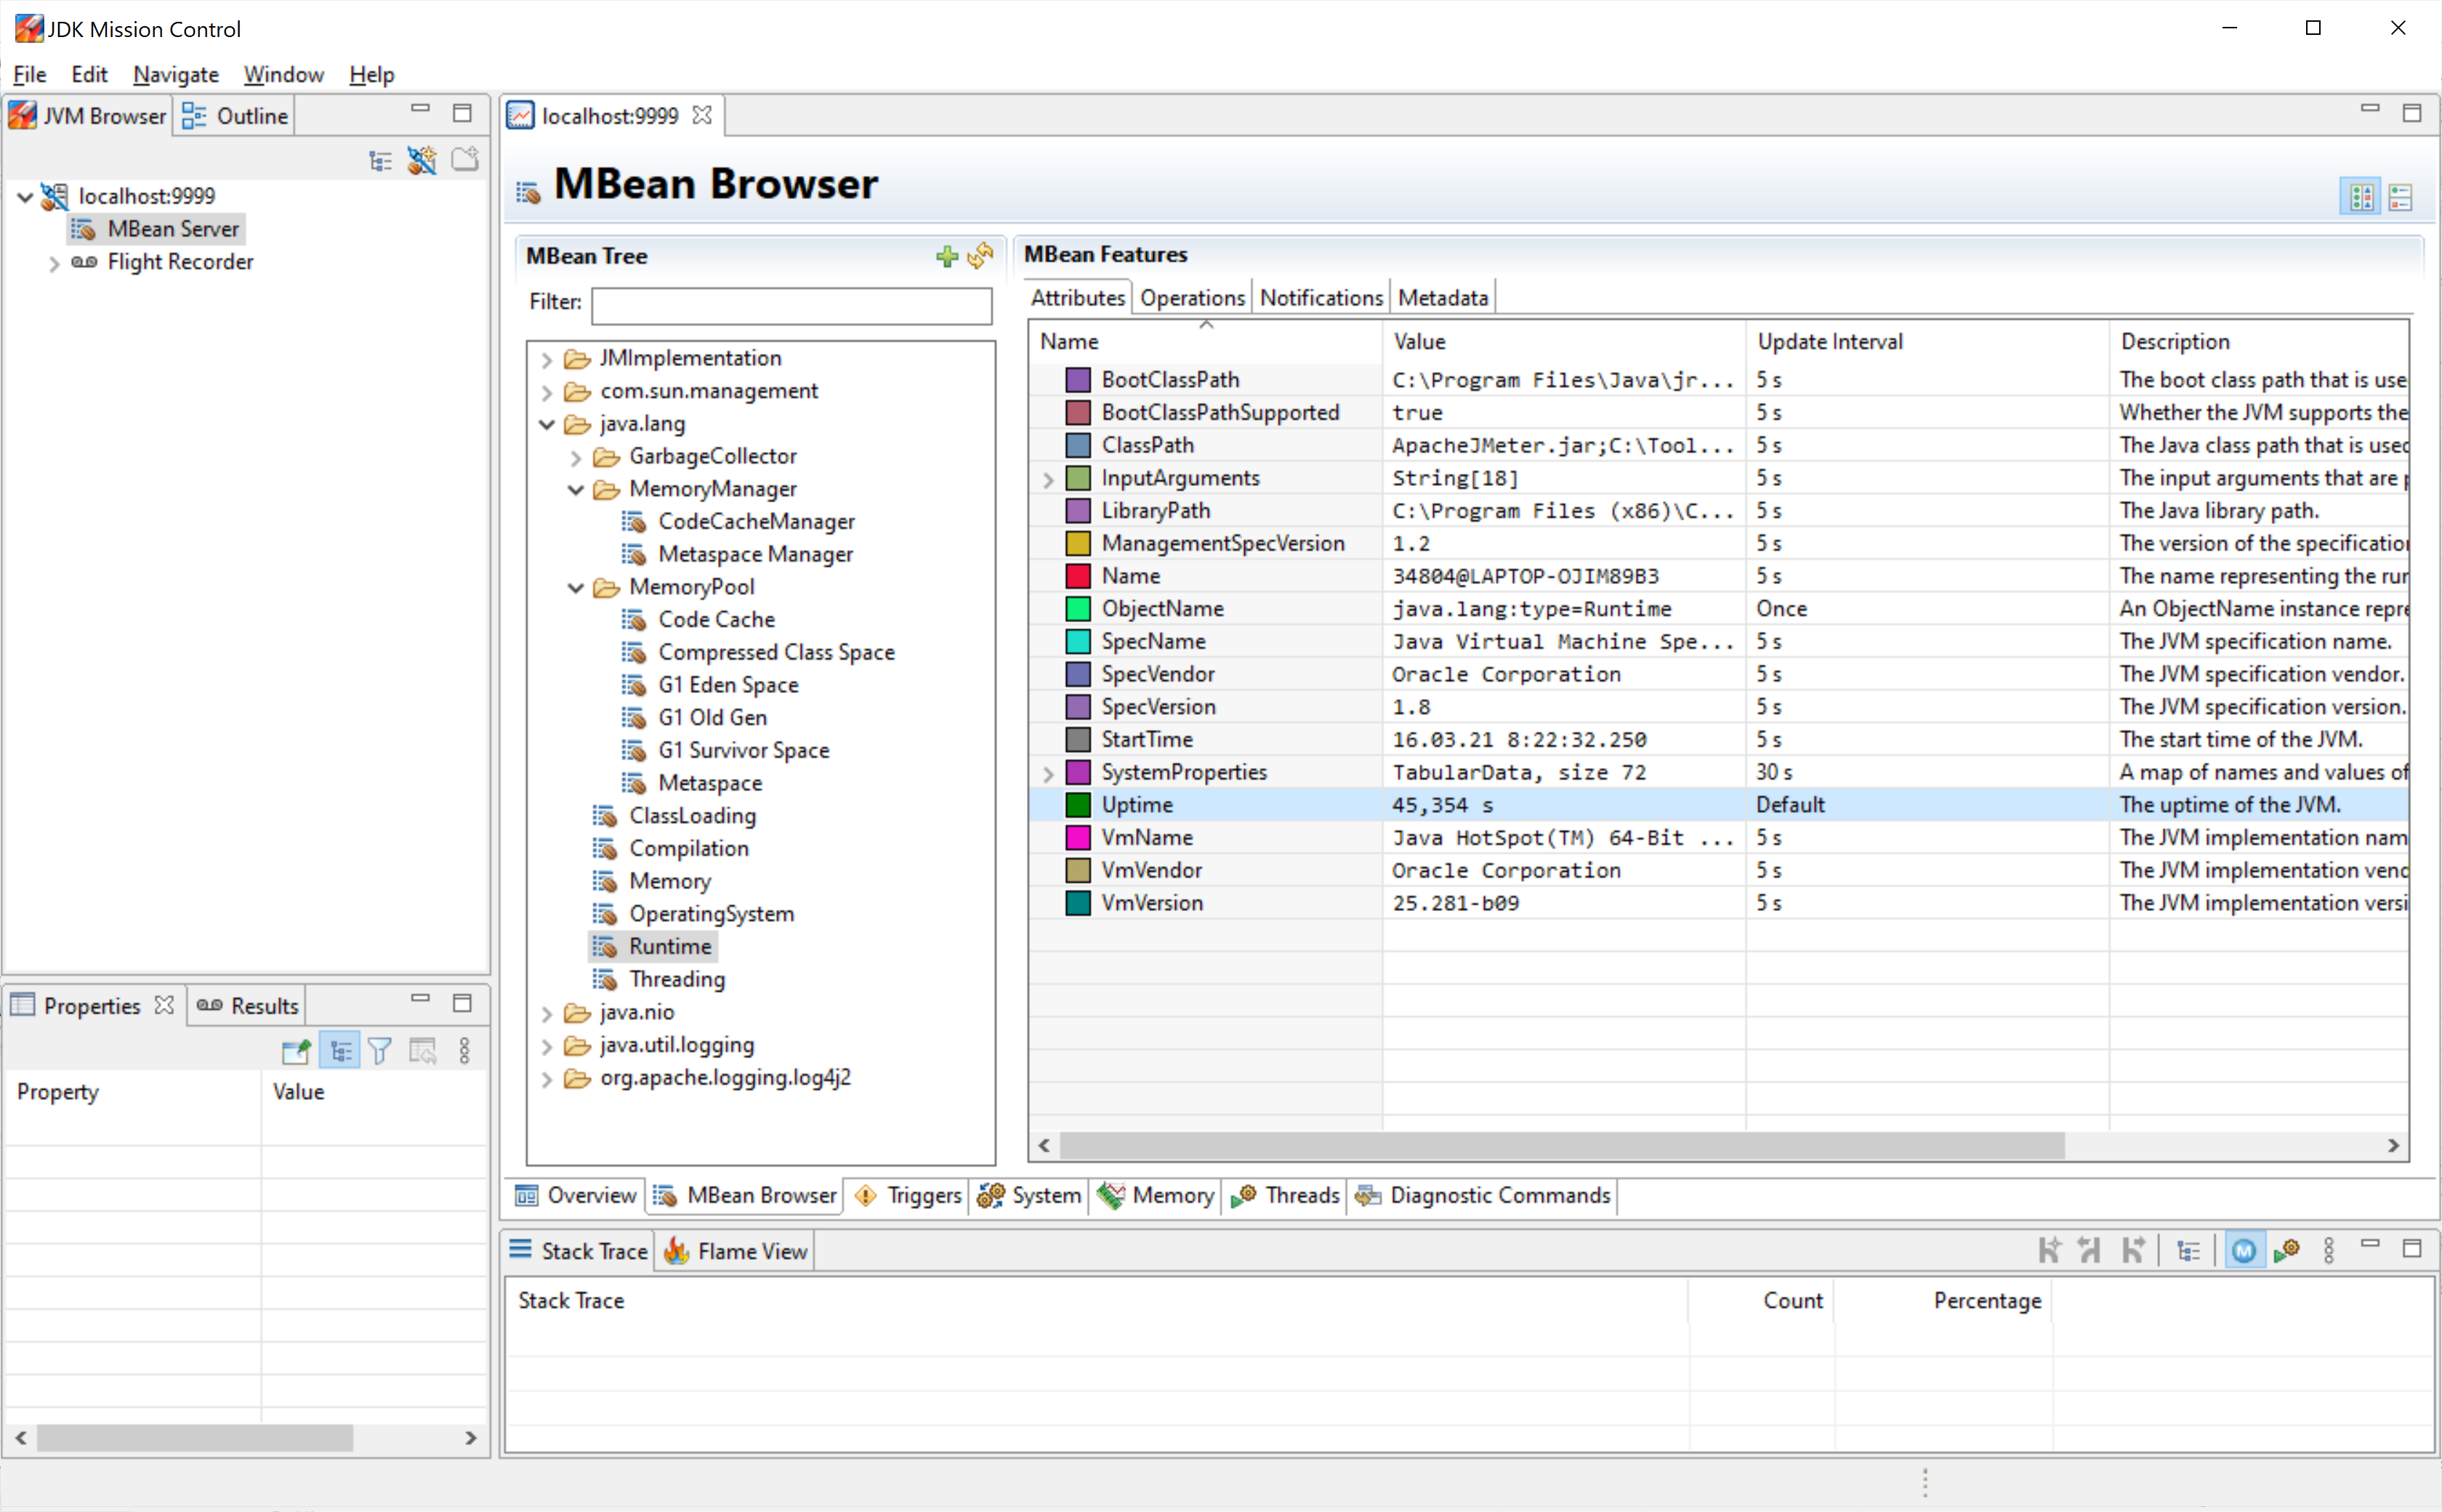 JDK Mission Control
File Edit Navigate Window Help
JVM Browser Outline
localhost:9999
MBean Server
Flight Recorder
localhost:9999
MBean Browser
MBean Tree
Filter:
JMImplementation
com.sun.management
java.lang
GarbageCollector
MemoryManager
CodeCacheManager
Metaspace Manager
MemoryPool
Code Cache
Compressed Class Space
G1 Eden Space
G1 Old Gen
G1 Survivor Space
Metaspace
ClassLoading
Compilation
Memory
OperatingSystem
Runtime
Threading
java.nio
java.util.logging
org.apache.logging.log4j2
MBean Features
Attributes Operations Notifications Metadata
Name Value Update Interval Description
BootClassPath C:\Program Files\Java\jr... 5 s The boot class path that is use
BootClassPathSupported true 5 s Whether the JVM supports the
ClassPath ApacheJMeter.jar;C:\Tool... 5 s The Java class path that is used
InputArguments String[18] 5 s The input arguments that are p
LibraryPath C:\Program Files (x86)\C... 5 s The Java library path.
ManagementSpecVersion 1.2 5 s The version of the specification
Name 34804@LAPTOP-OJIM89B3 5 s The name representing the rur
ObjectName java.lang:type=Runtime Once An ObjectName instance repre
SpecName Java Virtual Machine Spe... 5 s The JVM specification name.
SpecVendor Oracle Corporation 5 s The JVM specification vendor.
SpecVersion 1.8 5 s The JVM specification version.
StartTime 16.03.21 8:22:32.250 5 s The start time of the JVM.
SystemProperties TabularData, size 72 30 s A map of names and values of
Uptime 45,354 s Default The uptime of the JVM.
VmName Java HotSpot(TM) 64-Bit ... 5 s The JVM implementation nam
VmVendor Oracle Corporation 5 s The JVM implementation vend
VmVersion 25.281-b09 5 s The JVM implementation versi
Overview MBean Browser Triggers System Memory Threads Diagnostic Commands
Properties Results
Property Value
Stack Trace Flame View
Stack Trace Count Percentage